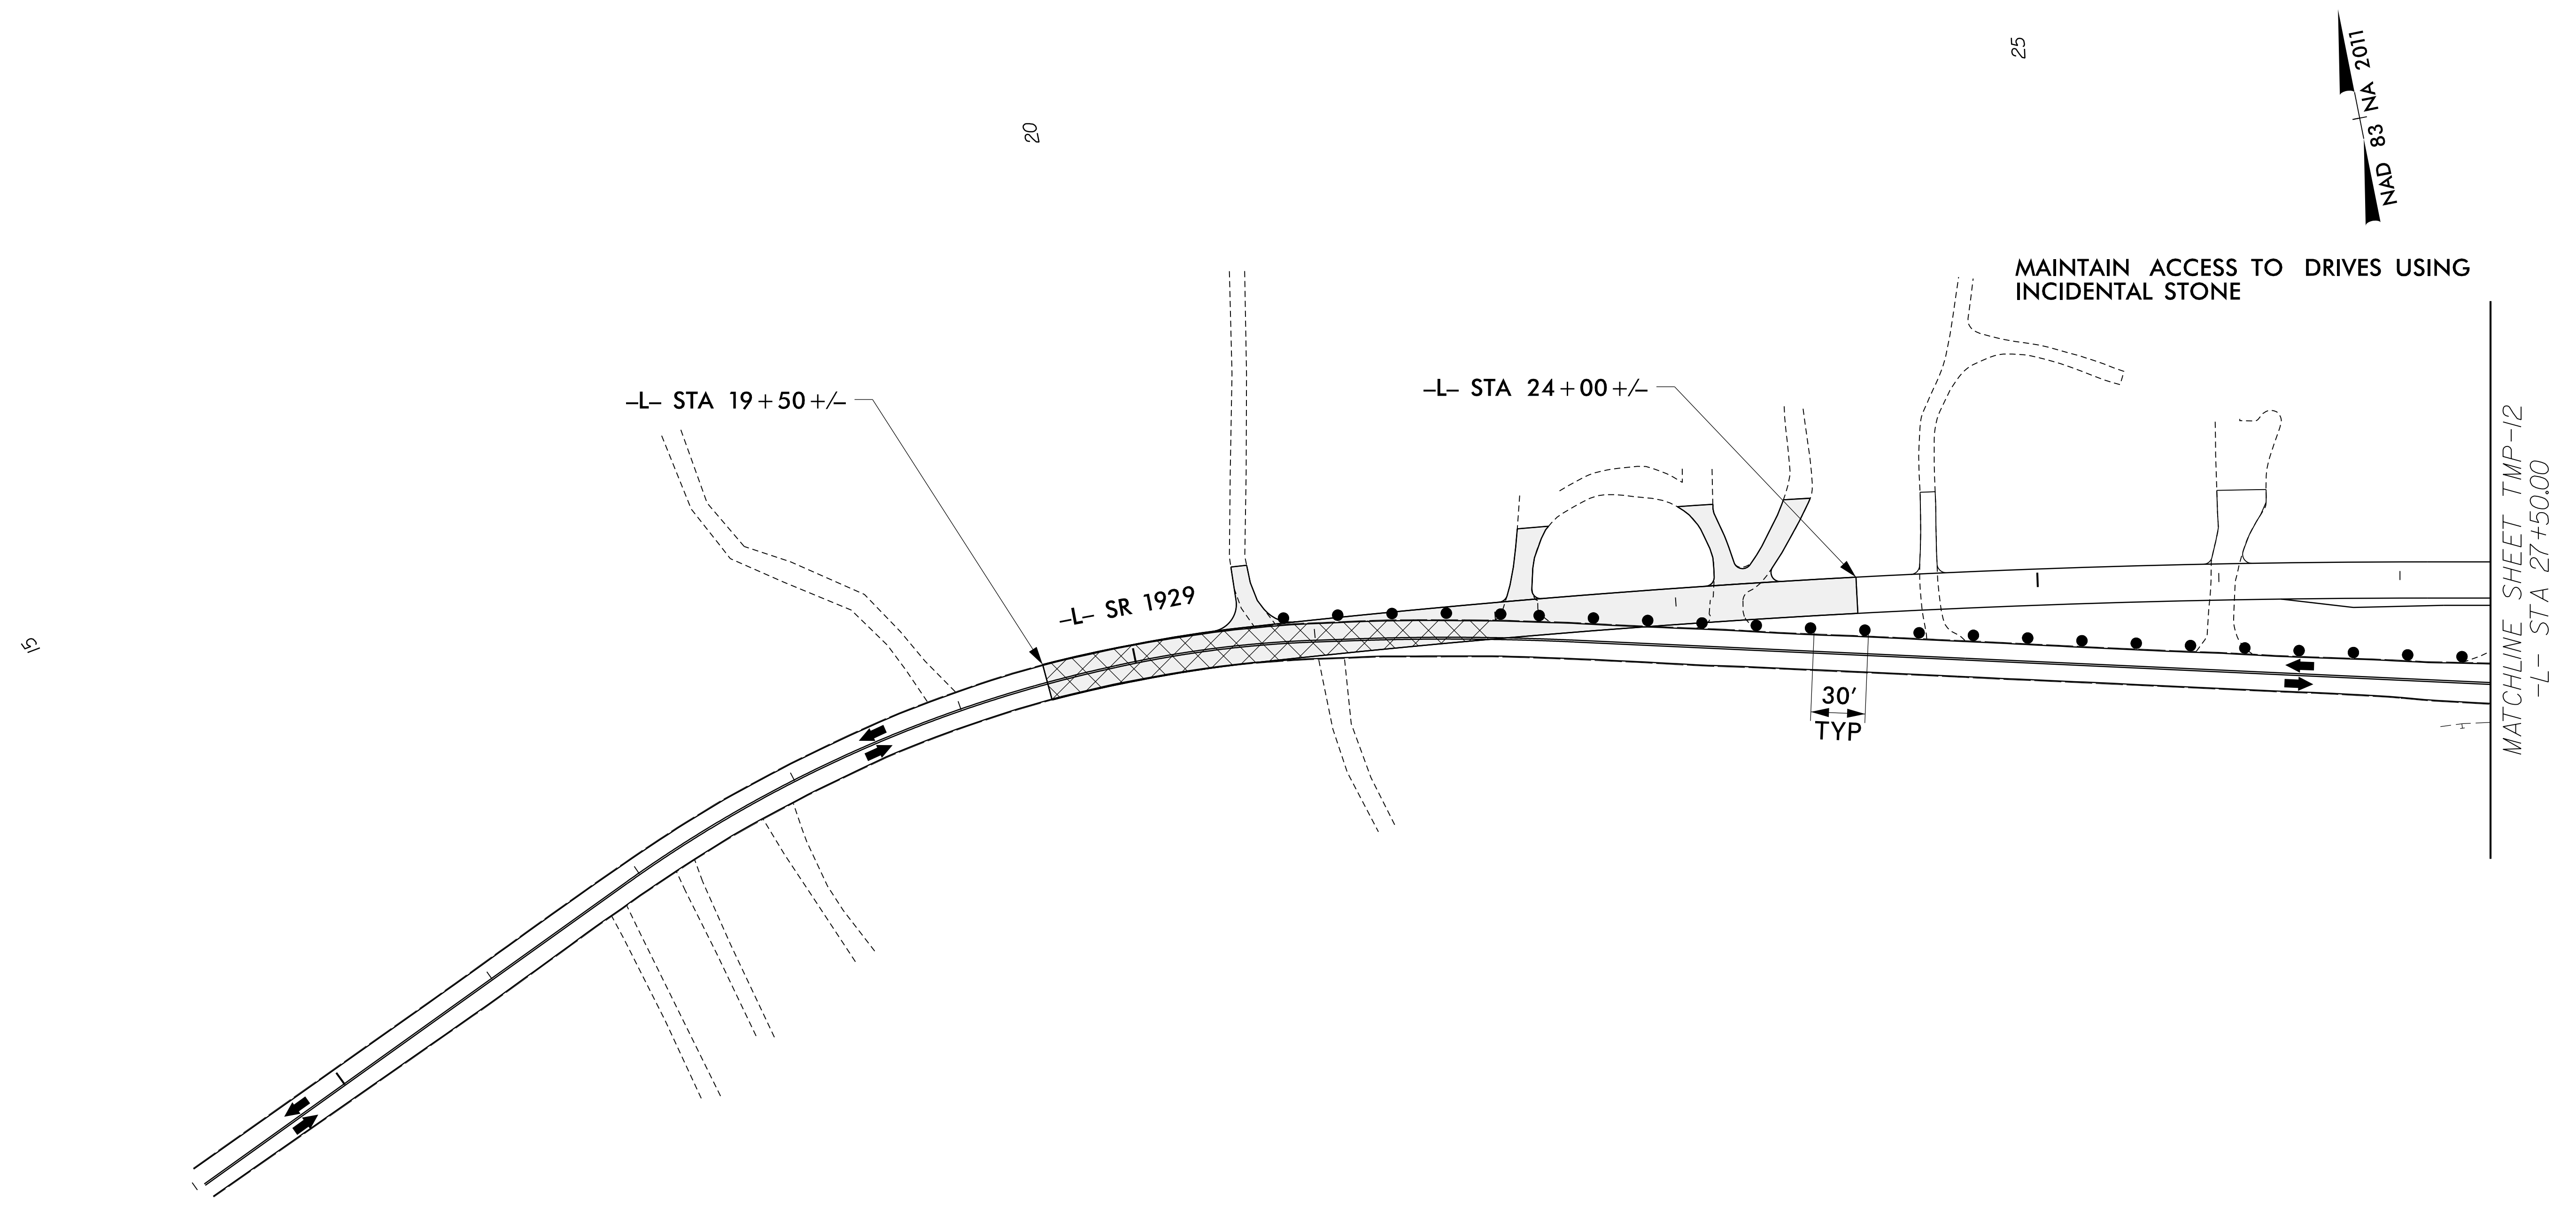 25
20
NAD 83 NA 2011
MAINTAIN ACCESS TO DRIVES USING
INCIDENTAL STONE
–L– STA 19+50+/–
–L– STA 24+00+/–
–L– SR 1929
15
30'
TYP
MATCHLINE SHEET TMP-12
-L- STA 27+50.00